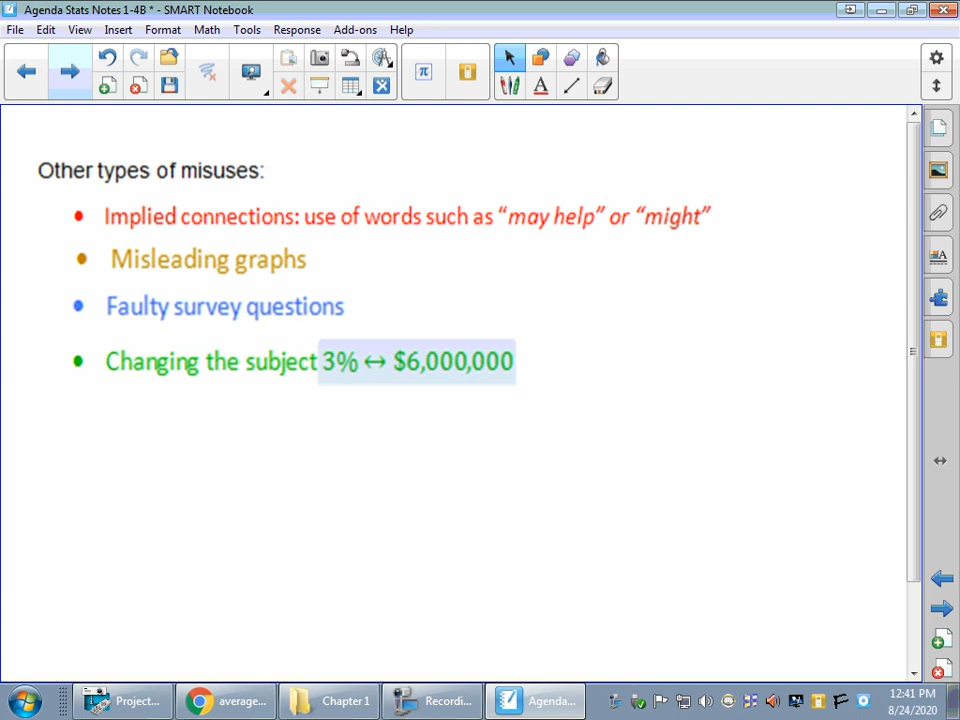 Agenda Stats Notes 1-4B * - SMART Notebook
File Edit View Insert Format Math Tools Response Add-ons Help
π
A
Other types of misuses:
• Implied connections: use of words such as “may help” or “might”
• Misleading graphs
• Faulty survey questions
• Changing the subject 3% ↔ $6,000,000
Project... average... Chapter 1 Recordi... Agenda...
12:41 PM
8/24/2020